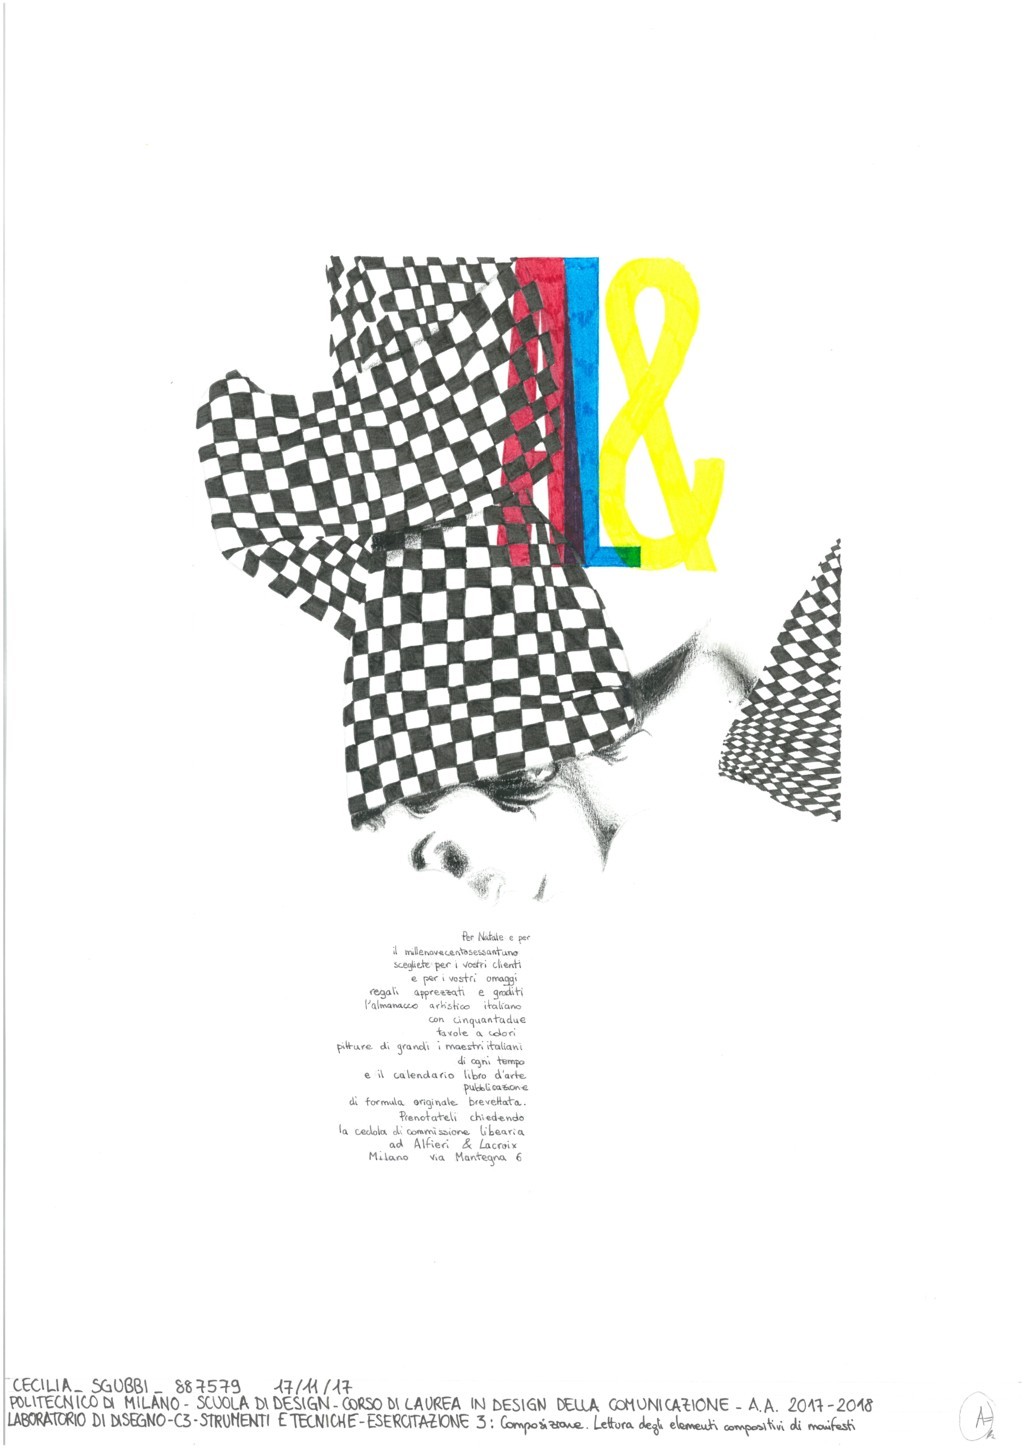 AL&
Per Natale e per
il millenovecentosessantuno
scegliete per i vostri clienti
e per i vostri omaggi
regali apprezzati e graditi
l'almanacco artistico italiano
con cinquantadue
tavole a colori
pitture di grandi i maestri italiani
di ogni tempo
e il calendario libro d'arte
pubblicazione
di formula originale brevettata.
Prenotateli chiedendo
la cedola di commissione libearia
ad Alfieri & Lacroix
Milano via Mantegna 6
CECILIA_ SGUBBI_ 887579 17/11/17
POLITECNICO DI MILANO - SCUOLA DI DESIGN - CORSO DI LAUREA IN DESIGN DELLA COMUNICAZIONE - A.A. 2017-2018
LABORATORIO DI DISEGNO-C3-STRUMENTI E TECNICHE-ESERCITAZIONE 3: Composizione. Lettura degli elementi compositivi di manifesti